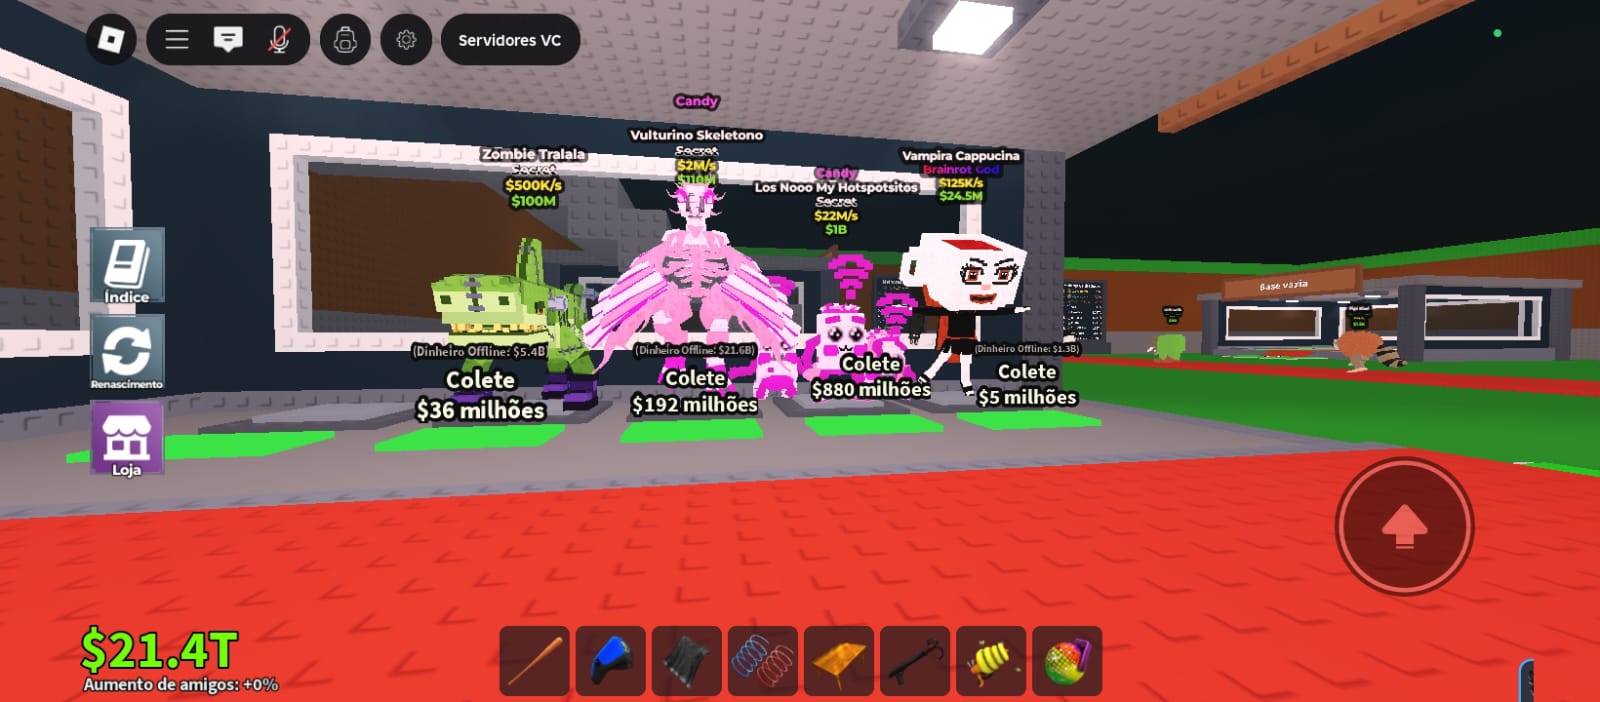 Servidores VC
Candy
Vulturino Skeletono
Secret
$2M/s
$110M
Zombie Tralala
Secret
$500K/s
$100M
Candy
Los Nooo My Hotspotsitos
Secret
$22M/s
$1B
Vampira Cappucina
Brainrot God
$125K/s
$24.5M
Índice
Renascimento
Loja
(Dinheiro Offline: $5.4B)
Colete
$36 milhões
(Dinheiro Offline: $21.6B)
Colete
$192 milhões
Colete
$880 milhões
(Dinheiro Offline: $1.3B)
Colete
$5 milhões
Base vazia
$21.4T
Aumento de amigos: +0%